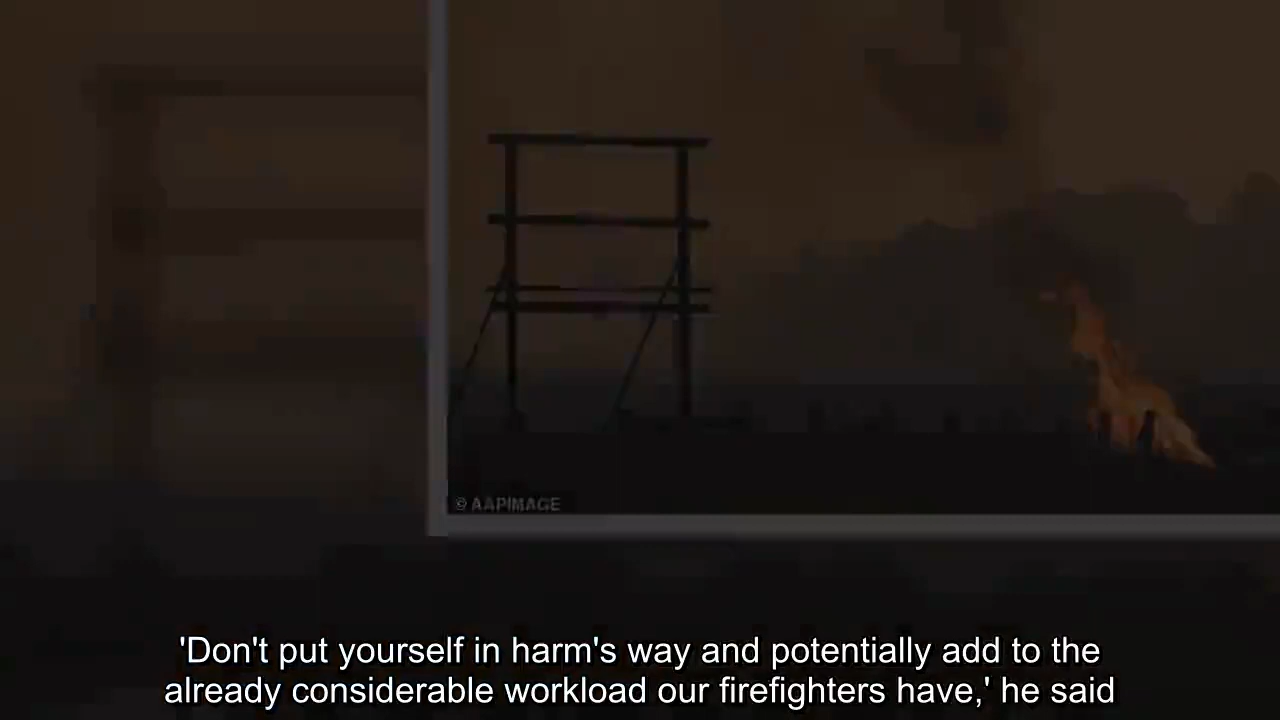 © AAPIMAGE
'Don't put yourself in harm's way and potentially add to the
already considerable workload our firefighters have,' he said